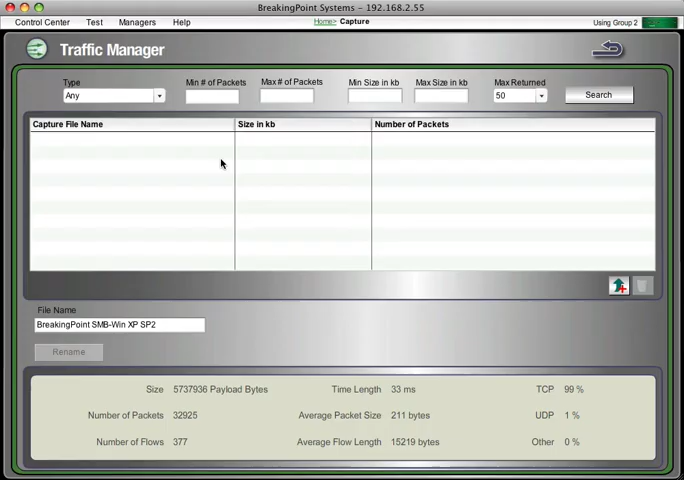 BreakingPoint Systems - 192.168.2.55
Control Center Test Managers Help Home> Capture Using Group 2
Traffic Manager
Type Min # of Packets Max # of Packets Min Size in kb Max Size in kb Max Returned
Any 50 Search
Capture File Name Size in kb Number of Packets
File Name
BreakingPoint SMB-Win XP SP2
Rename
Size 5737936 Payload Bytes Time Length 33 ms TCP 99 %
Number of Packets 32925 Average Packet Size 211 bytes UDP 1 %
Number of Flows 377 Average Flow Length 15219 bytes Other 0 %